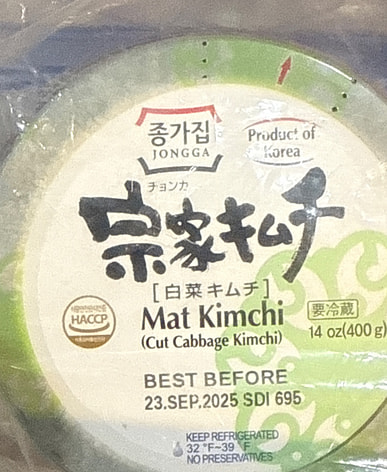 종가집
JONGGA
Product of
Korea
チョンカ
宗家キムチ
[白菜キムチ]
Mat Kimchi
(Cut Cabbage Kimchi)
要冷蔵
14 oz(400g)
HACCP
BEST BEFORE
23.SEP.2025 SDI 695
KEEP REFRIGERATED
32 °F~39 °F
NO PRESERVATIVES